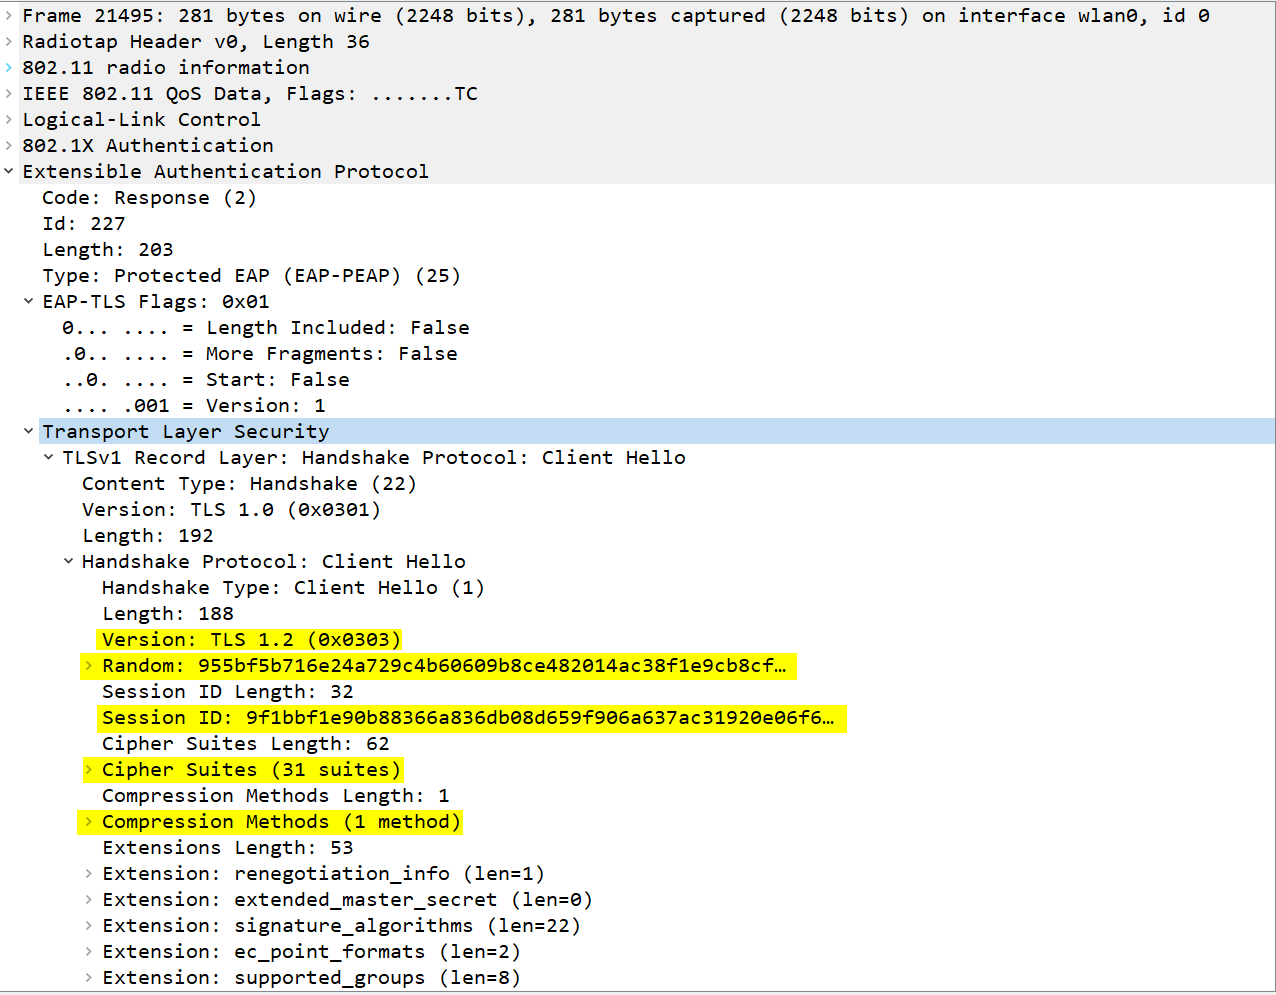 Frame 21495: 281 bytes on wire (2248 bits), 281 bytes captured (2248 bits) on interface wlan0, id 0
Radiotap Header v0, Length 36
802.11 radio information
IEEE 802.11 QoS Data, Flags: .......TC
Logical-Link Control
802.1X Authentication
Extensible Authentication Protocol
Code: Response (2)
Id: 227
Length: 203
Type: Protected EAP (EAP-PEAP) (25)
EAP-TLS Flags: 0x01
0... .... = Length Included: False
.0.. .... = More Fragments: False
..0. .... = Start: False
.... .001 = Version: 1
Transport Layer Security
TLSv1 Record Layer: Handshake Protocol: Client Hello
Content Type: Handshake (22)
Version: TLS 1.0 (0x0301)
Length: 192
Handshake Protocol: Client Hello
Handshake Type: Client Hello (1)
Length: 188
Version: TLS 1.2 (0x0303)
Random: 955bf5b716e24a729c4b60609b8ce482014ac38f1e9cb8cf…
Session ID Length: 32
Session ID: 9f1bbf1e90b88366a836db08d659f906a637ac31920e06f6…
Cipher Suites Length: 62
Cipher Suites (31 suites)
Compression Methods Length: 1
Compression Methods (1 method)
Extensions Length: 53
Extension: renegotiation_info (len=1)
Extension: extended_master_secret (len=0)
Extension: signature_algorithms (len=22)
Extension: ec_point_formats (len=2)
Extension: supported_groups (len=8)